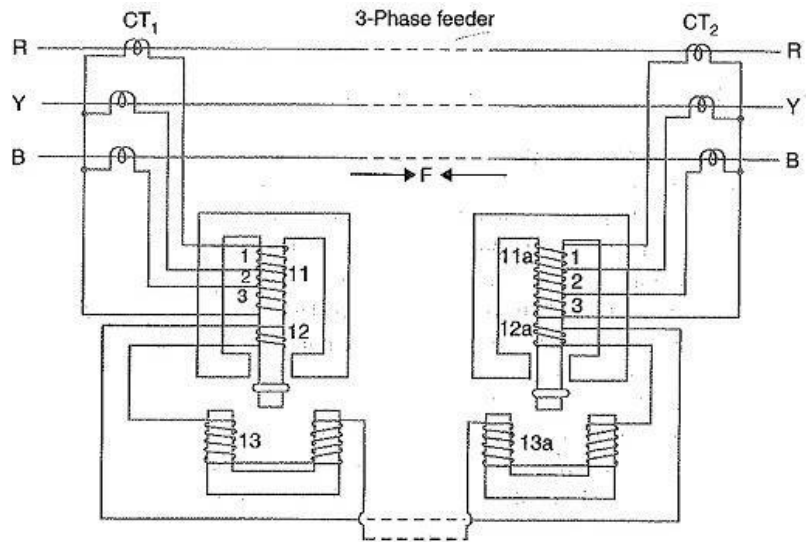 CT1 3-Phase feeder CT2
R R
Y Y
B B
F
1 11a 1
2 11 2
3 3
12 12a
13 13a